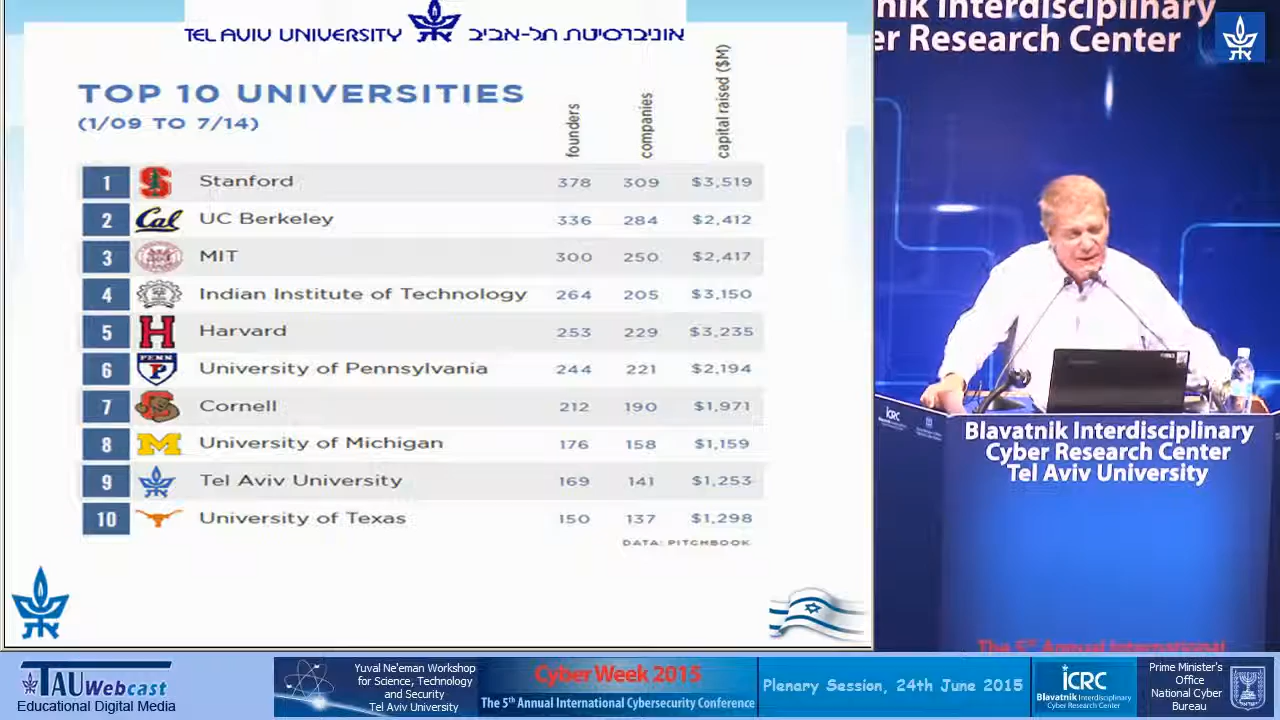 TEL AVIV UNIVERSITY אוניברסיטת תל-אביב
TOP 10 UNIVERSITIES
(1/09 TO 7/14)
founders companies capital raised ($M)
1 Stanford 378 309 $3,519
2 Cal UC Berkeley 336 284 $2,412
3 MIT 300 250 $2,417
4 Indian Institute of Technology 264 205 $3,150
5 H Harvard 253 229 $3,235
6 PENN P University of Pennsylvania 244 221 $2,194
7 Cornell 212 190 $1,971
8 M University of Michigan 176 158 $1,159
9 Tel Aviv University 169 141 $1,253
10 University of Texas 150 137 $1,298
DATA: PITCHBOOK
nik Interdisciplinary
er Research Center
ICRC
Blavatnik Interdisciplinary
Cyber Research Center
Tel Aviv University
The 5th Annual International
TAU Webcast
Educational Digital Media
Yuval Ne'eman Workshop
for Science, Technology
and Security
Tel Aviv University
Cyber Week 2015
The 5th Annual International Cybersecurity Conference
Plenary Session, 24th June 2015
ICRC
Blavatnik Interdisciplinary
Cyber Research Center
Prime Minister's
Office
National Cyber
Bureau